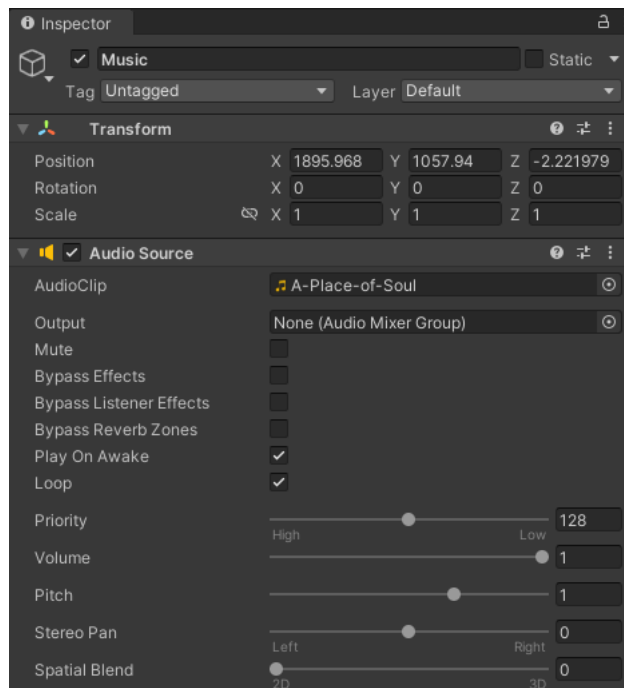 Inspector
Music Static
Tag Untagged Layer Default
Transform
Position X 1895.968 Y 1057.94 Z -2.221979
Rotation X 0 Y 0 Z 0
Scale X 1 Y 1 Z 1
Audio Source
AudioClip A-Place-of-Soul
Output None (Audio Mixer Group)
Mute
Bypass Effects
Bypass Listener Effects
Bypass Reverb Zones
Play On Awake
Loop
Priority 128
High Low
Volume 1
Pitch 1
Stereo Pan 0
Left Right
Spatial Blend 0
2D 3D